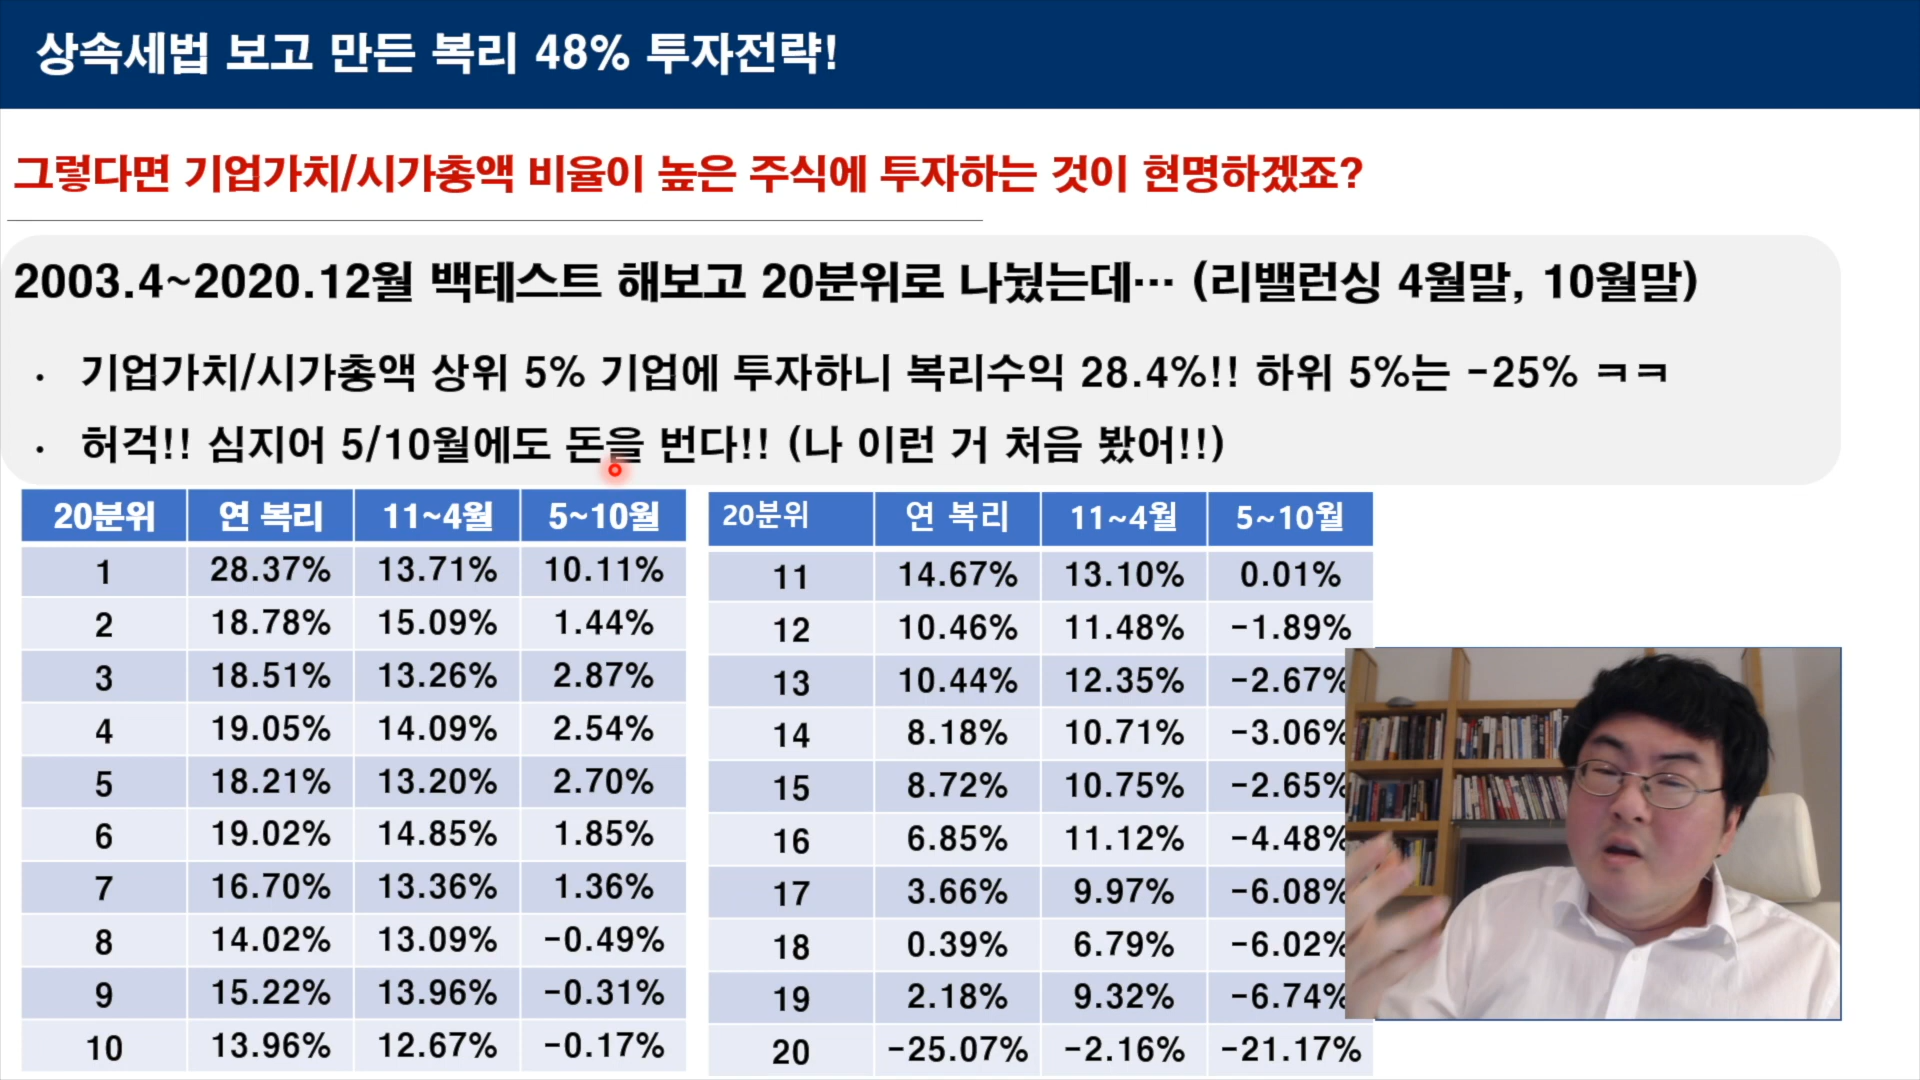 상속세법 보고 만든 복리 48% 투자전략!
그렇다면 기업가치/시가총액 비율이 높은 주식에 투자하는 것이 현명하겠죠?
2003.4~2020.12월 백테스트 해보고 20분위로 나눴는데… (리밸런싱 4월말, 10월말)
· 기업가치/시가총액 상위 5% 기업에 투자하니 복리수익 28.4%!! 하위 5%는 -25% ㅋㅋ
· 허걱!! 심지어 5/10월에도 돈을 번다!! (나 이런 거 처음 봤어!!)
20분위 연 복리 11~4월 5~10월
1 28.37% 13.71% 10.11%
2 18.78% 15.09% 1.44%
3 18.51% 13.26% 2.87%
4 19.05% 14.09% 2.54%
5 18.21% 13.20% 2.70%
6 19.02% 14.85% 1.85%
7 16.70% 13.36% 1.36%
8 14.02% 13.09% -0.49%
9 15.22% 13.96% -0.31%
10 13.96% 12.67% -0.17%
20분위 연 복리 11~4월 5~10월
11 14.67% 13.10% 0.01%
12 10.46% 11.48% -1.89%
13 10.44% 12.35% -2.67%
14 8.18% 10.71% -3.06%
15 8.72% 10.75% -2.65%
16 6.85% 11.12% -4.48%
17 3.66% 9.97% -6.08%
18 0.39% 6.79% -6.02%
19 2.18% 9.32% -6.74%
20 -25.07% -2.16% -21.17%